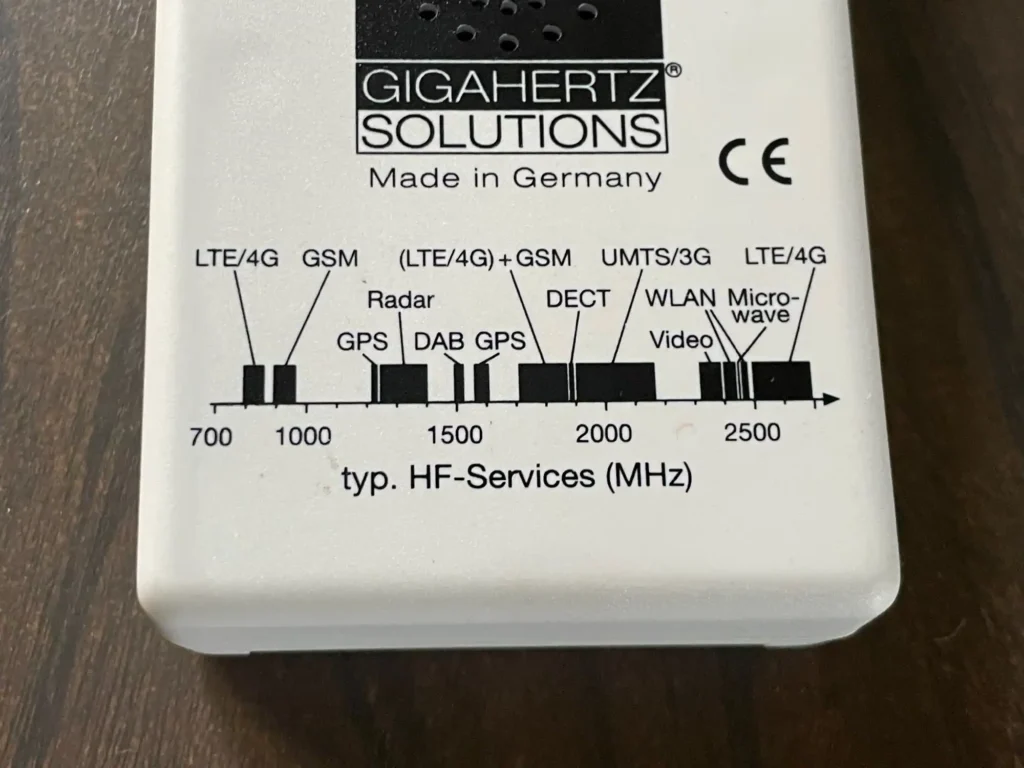 GIGAHERTZ®
SOLUTIONS
Made in Germany
CE
LTE/4G GSM (LTE/4G)+GSM UMTS/3G LTE/4G
Radar DECT WLAN Micro-
wave
GPS DAB GPS Video
700 1000 1500 2000 2500
typ. HF-Services (MHz)